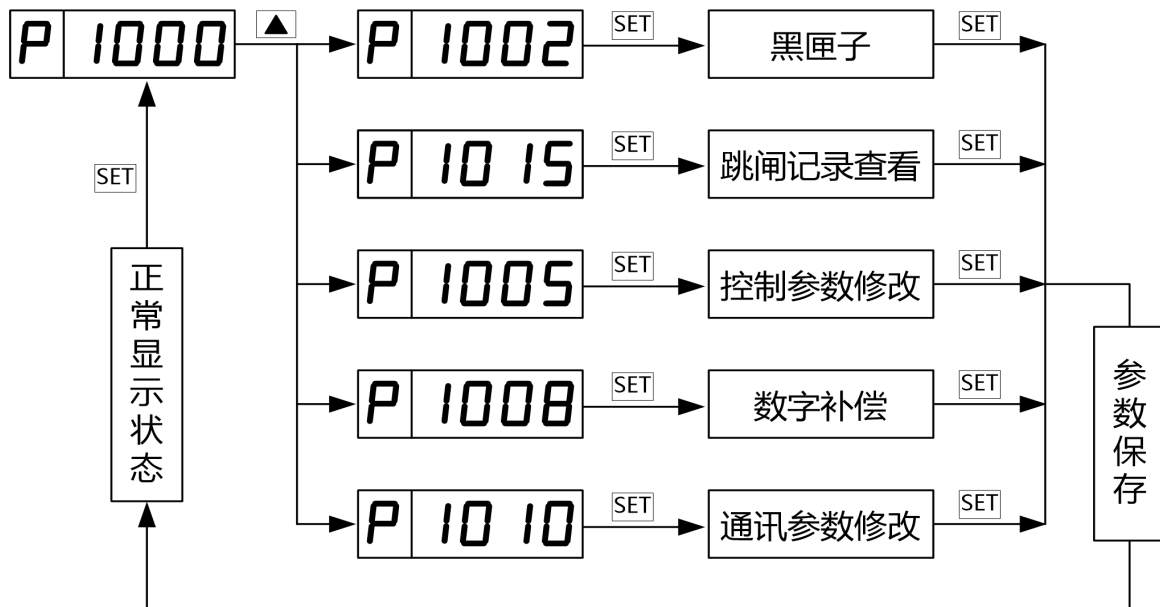 P 1000
▲
P 1002
SET
黑匣子
SET
P 1015
SET
跳闸记录查看
SET
SET
P 1005
SET
控制参数修改
SET
正常显示状态
P 1008
SET
数字补偿
SET
参数保存
P 1010
SET
通讯参数修改
SET